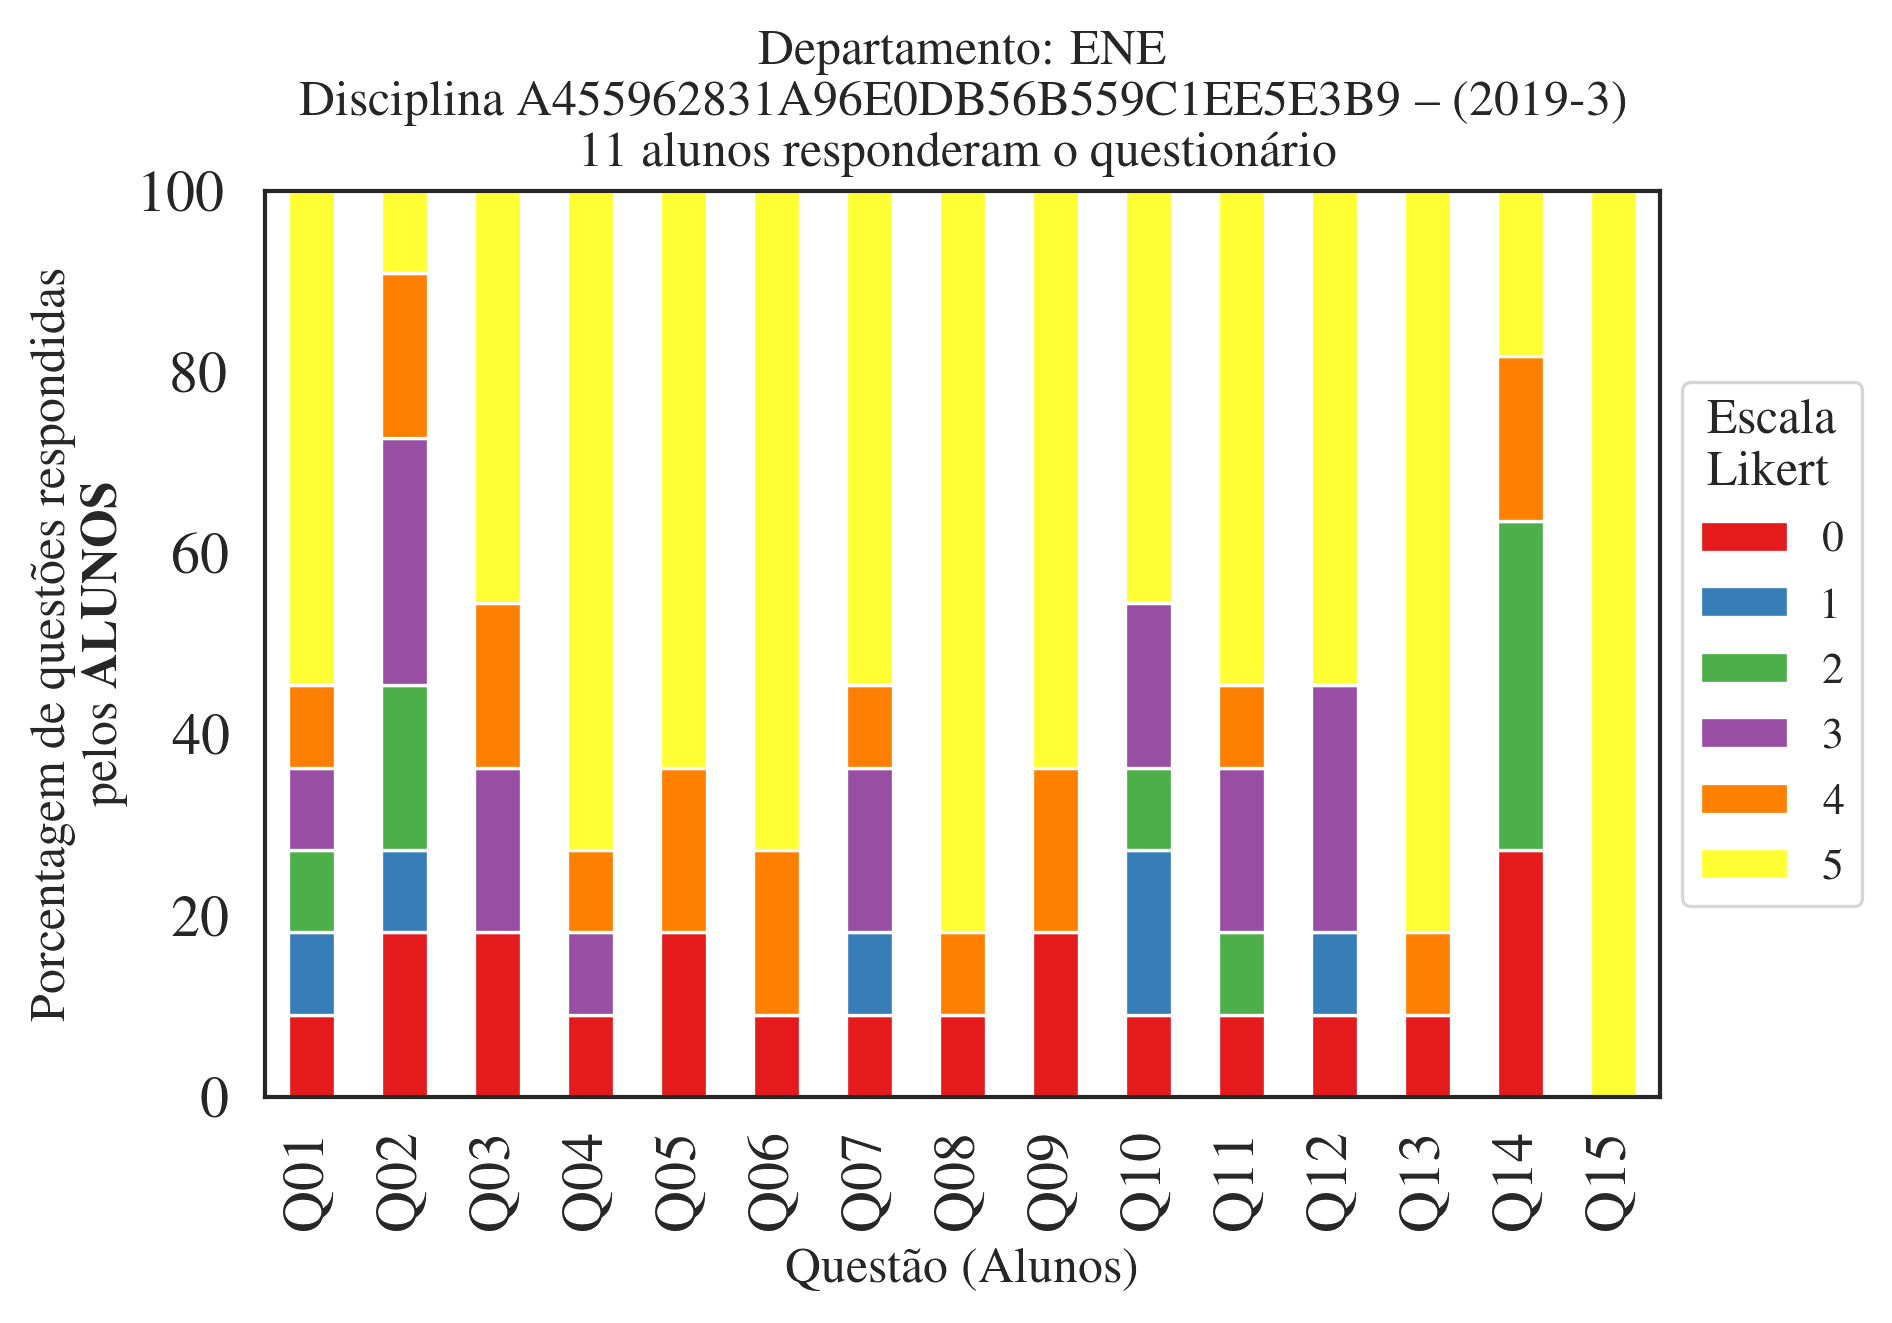 Departamento: ENE
Disciplina A455962831A96E0DB56B559C1EE5E3B9 – (2019-3)
11 alunos responderam o questionário
Porcentagem de questões respondidas
pelos ALUNOS
100
80
60
40
20
0
Q01 Q02 Q03 Q04 Q05 Q06 Q07 Q08 Q09 Q10 Q11 Q12 Q13 Q14 Q15
Questão (Alunos)
Escala
Likert
0
1
2
3
4
5